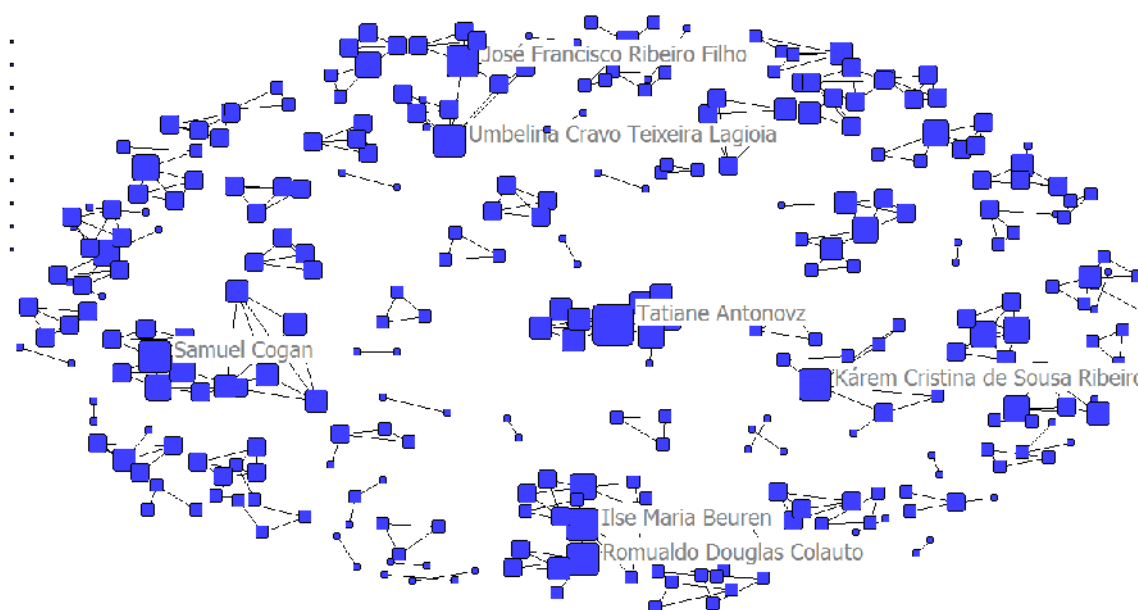 José Francisco Ribeiro Filho
Umbelina Cravo Teixeira Lagioia
Tatiane Antonovz
Samuel Cogan
Kárem Cristina de Sousa Ribeiro
Ilse Maria Beuren
Romualdo Douglas Colauto